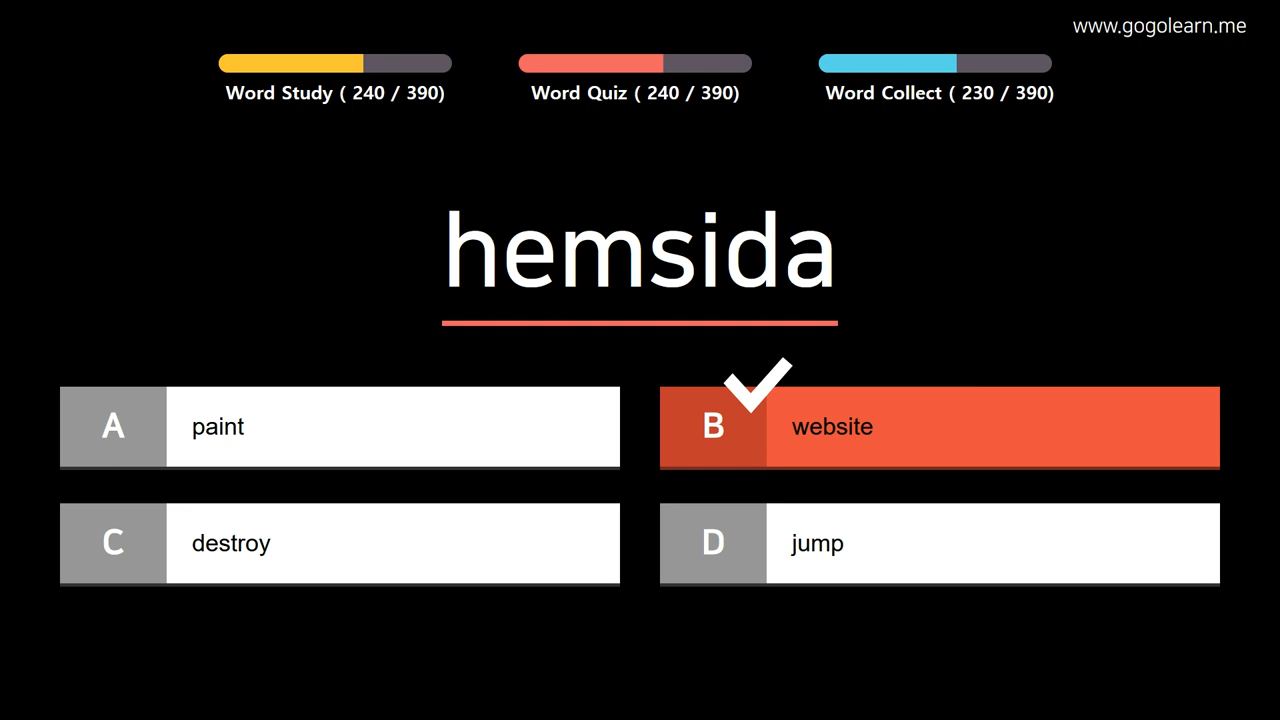 www.gogolearn.me
Word Study ( 240 / 390)
Word Quiz ( 240 / 390)
Word Collect ( 230 / 390)
hemsida
A paint
B website
C destroy
D jump